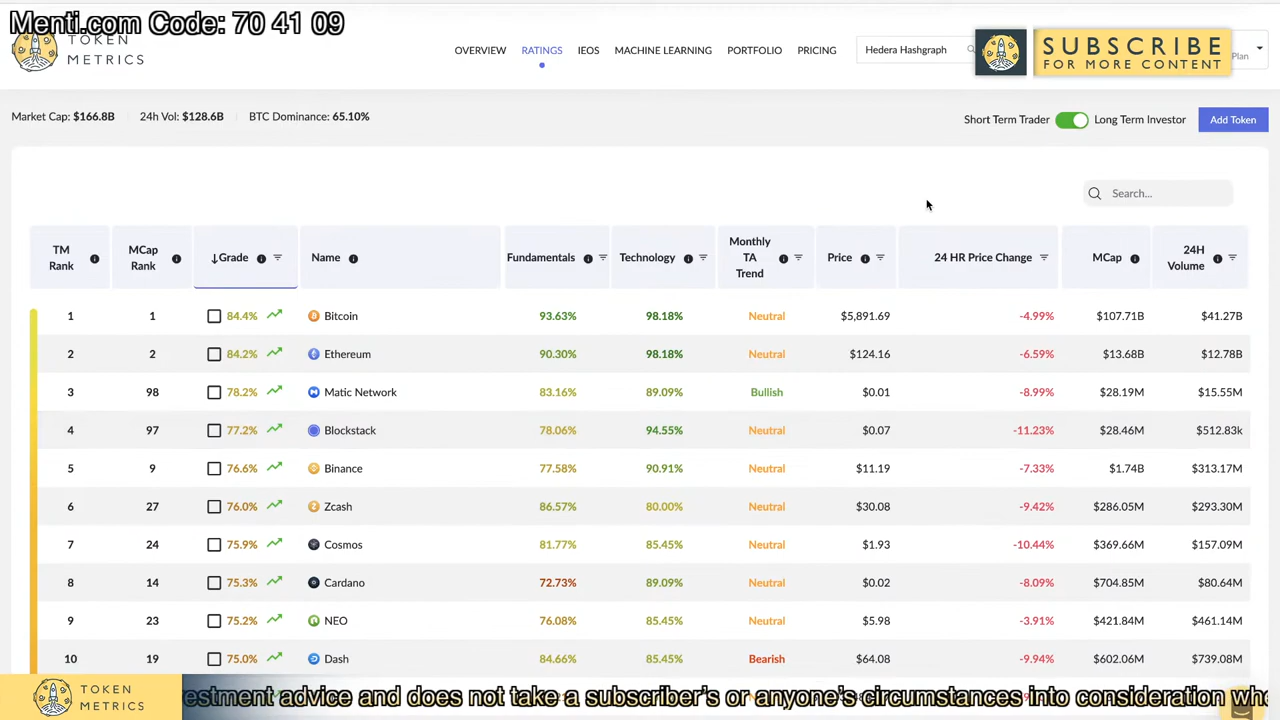 Menti.com Code: 70 41 09
TOKEN
METRICS
OVERVIEW RATINGS IEOS MACHINE LEARNING PORTFOLIO PRICING Hedera Hashgraph
SUBSCRIBE
FOR MORE CONTENT
Plan
Market Cap: $166.8B 24h Vol: $128.6B BTC Dominance: 65.10%
Short Term Trader Long Term Investor Add Token
Search...
TM Rank MCap Rank ↓Grade Name Fundamentals Technology Monthly TA Trend Price 24 HR Price Change MCap 24H Volume
1 1 84.4% Bitcoin 93.63% 98.18% Neutral $5,891.69 -4.99% $107.71B $41.27B
2 2 84.2% Ethereum 90.30% 98.18% Neutral $124.16 -6.59% $13.68B $12.78B
3 98 78.2% Matic Network 83.16% 89.09% Bullish $0.01 -8.99% $28.19M $15.55M
4 97 77.2% Blockstack 78.06% 94.55% Neutral $0.07 -11.23% $28.46M $512.83k
5 9 76.6% Binance 77.58% 90.91% Neutral $11.19 -7.33% $1.74B $313.17M
6 27 76.0% Zcash 86.57% 80.00% Neutral $30.08 -9.42% $286.05M $293.30M
7 24 75.9% Cosmos 81.77% 85.45% Neutral $1.93 -10.44% $369.66M $157.09M
8 14 75.3% Cardano 72.73% 89.09% Neutral $0.02 -8.09% $704.85M $80.64M
9 23 75.2% NEO 76.08% 85.45% Neutral $5.98 -3.91% $421.84M $461.14M
10 19 75.0% Dash 84.66% 85.45% Bearish $64.08 -9.94% $602.06M $739.08M
TOKEN
METRICS
estment advice and does not take a subscriber's or anyone's circumstances into consideration whe